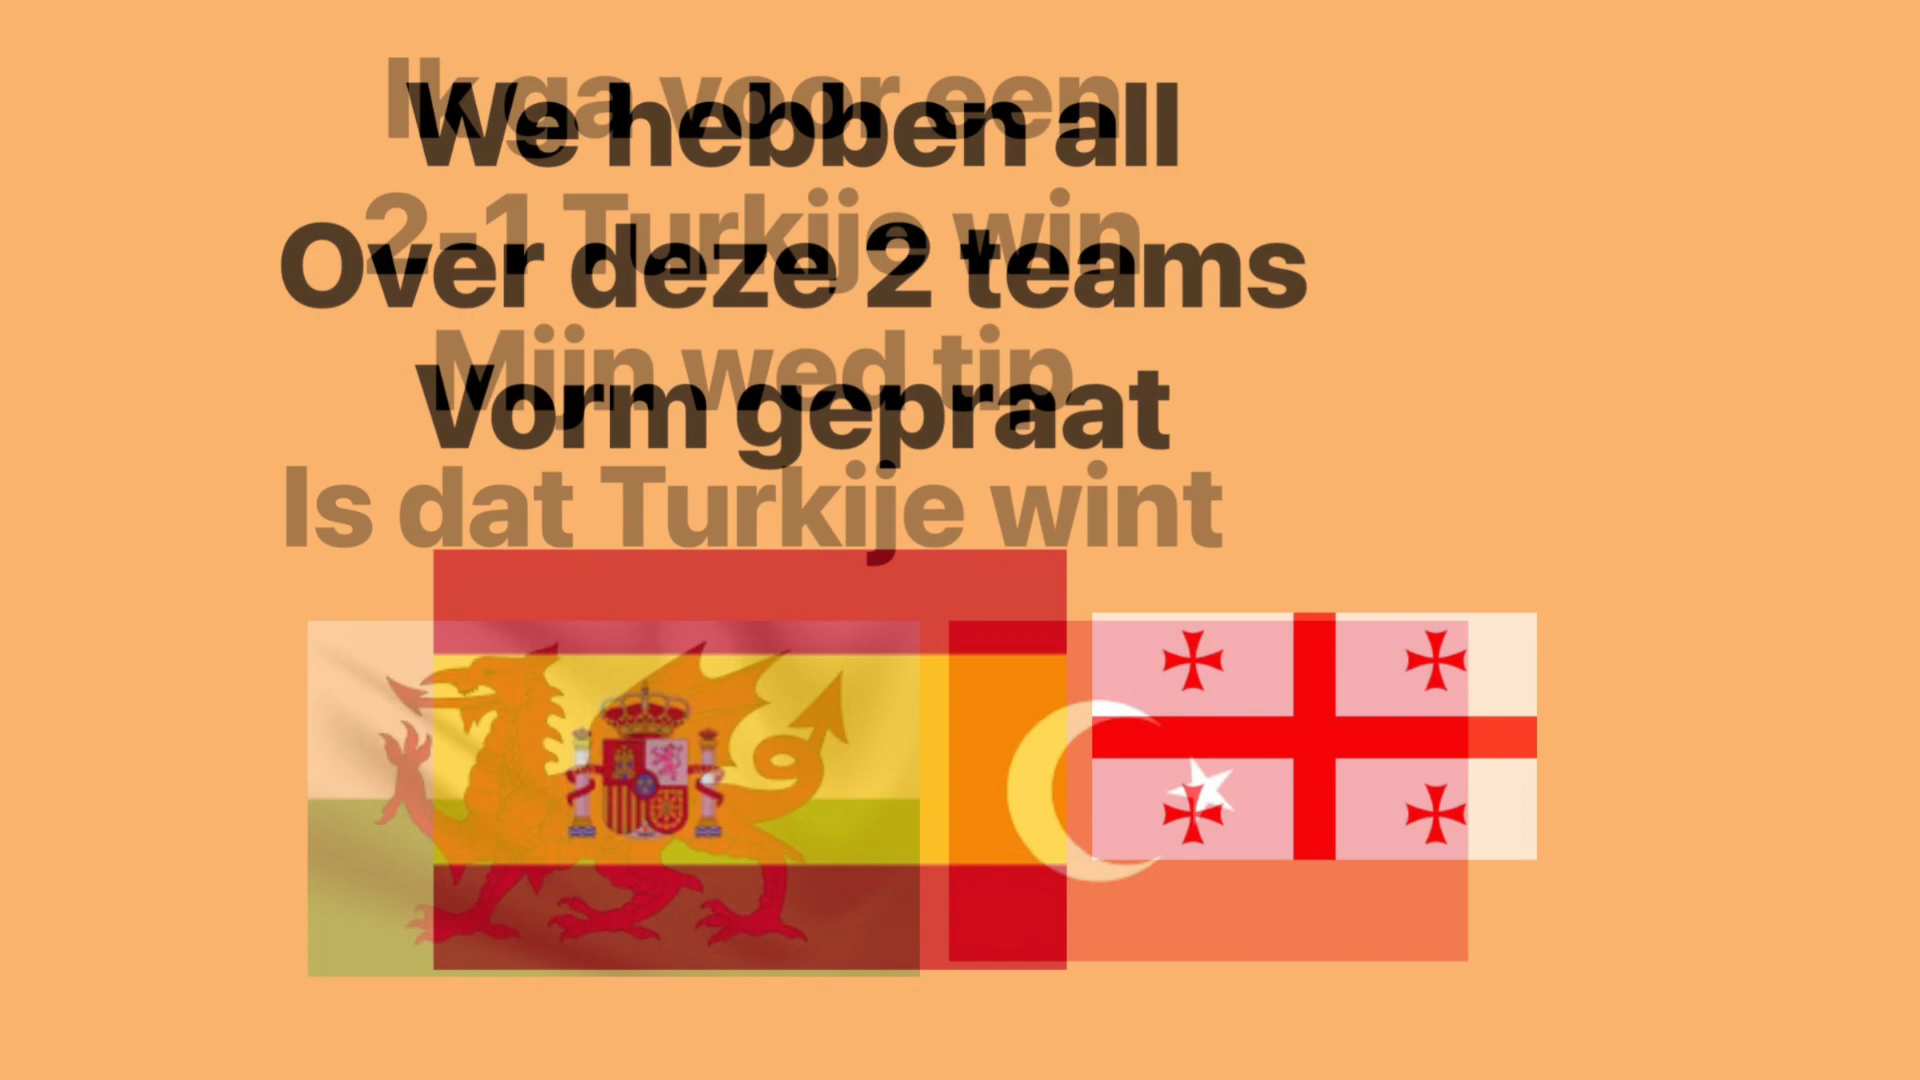 Ik ga voor een
2-1 Turkije win
Mijn wed tip
Is dat Turkije wint
We hebben all
Over deze 2 teams
Vorm gepraat